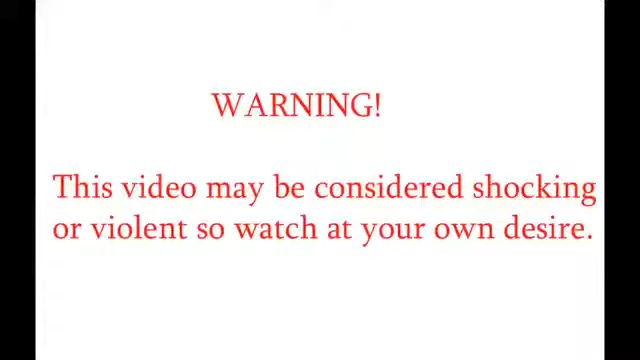 WARNING!
This video may be considered shocking
or violent so watch at your own desire.